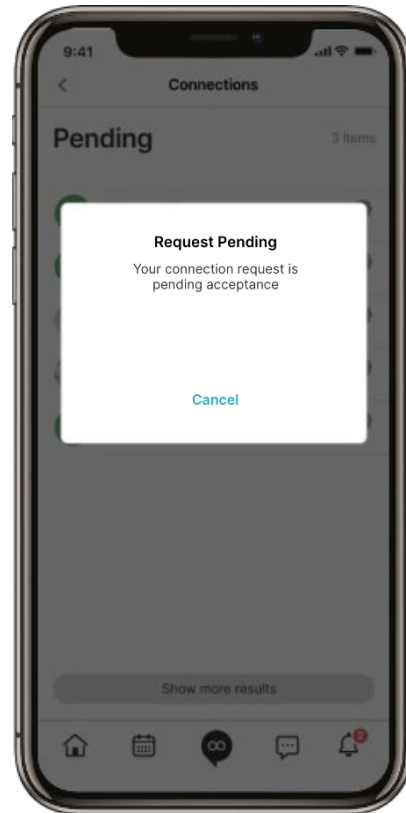 9:41
Connections
Pending
3 items
Request Pending
Your connection request is
pending acceptance
Cancel
Show more results
2